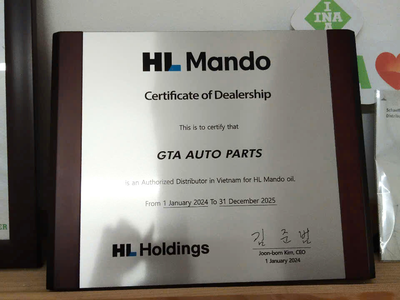 HL Mando
Certificate of Dealership
This is to certify that
GTA AUTO PARTS
is an Authorized Distributor in Vietnam for HL Mando oil.
From 1 January 2024 To 31 December 2025
HL Holdings
김 준 범
Joon-bom Kim, CEO
1 January 2024
INA